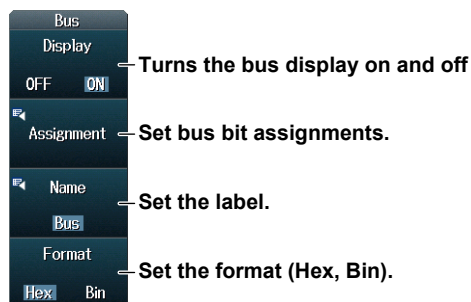 Bus
Display
OFF ON
Turns the bus display on and off
Assignment
Set bus bit assignments.
Name
Bus
Set the label.
Format
Hex Bin
Set the format (Hex, Bin).